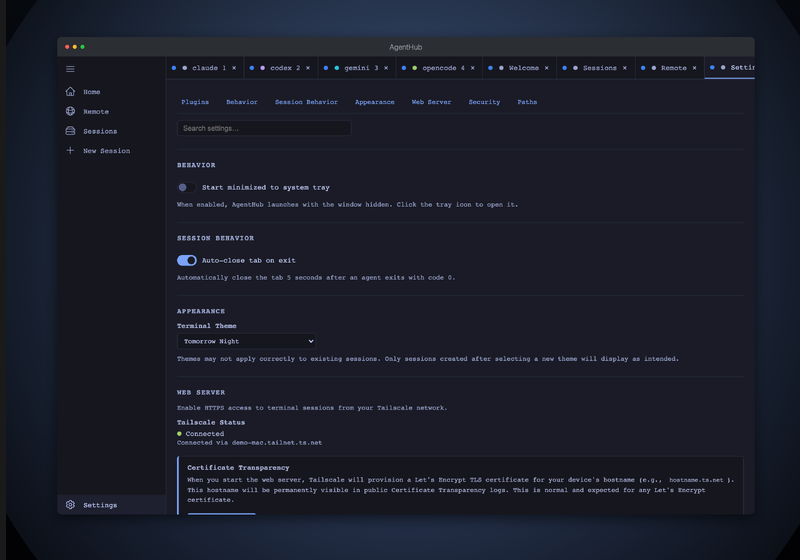 AgentHub
claude 1 × codex 2 × gemini 3 × opencode 4 × Welcome × Sessions × Remote × Settin
Home
Remote
Sessions
New Session
Settings
Plugins Behavior Session Behavior Appearance Web Server Security Paths
Search settings...
BEHAVIOR
Start minimized to system tray
When enabled, AgentHub launches with the window hidden. Click the tray icon to open it.
SESSION BEHAVIOR
Auto-close tab on exit
Automatically close the tab 5 seconds after an agent exits with code 0.
APPEARANCE
Terminal Theme
Tomorrow Night
Themes may not apply correctly to existing sessions. Only sessions created after selecting a new theme will display as intended.
WEB SERVER
Enable HTTPS access to terminal sessions from your Tailscale network.
Tailscale Status
Connected
Connected via demo-mac.tailnet.ts.net
Certificate Transparency
When you start the web server, Tailscale will provision a Let's Encrypt TLS certificate for your device's hostname (e.g., hostname.ts.net ).
This hostname will be permanently visible in public Certificate Transparency logs. This is normal and expected for any Let's Encrypt
certificate.